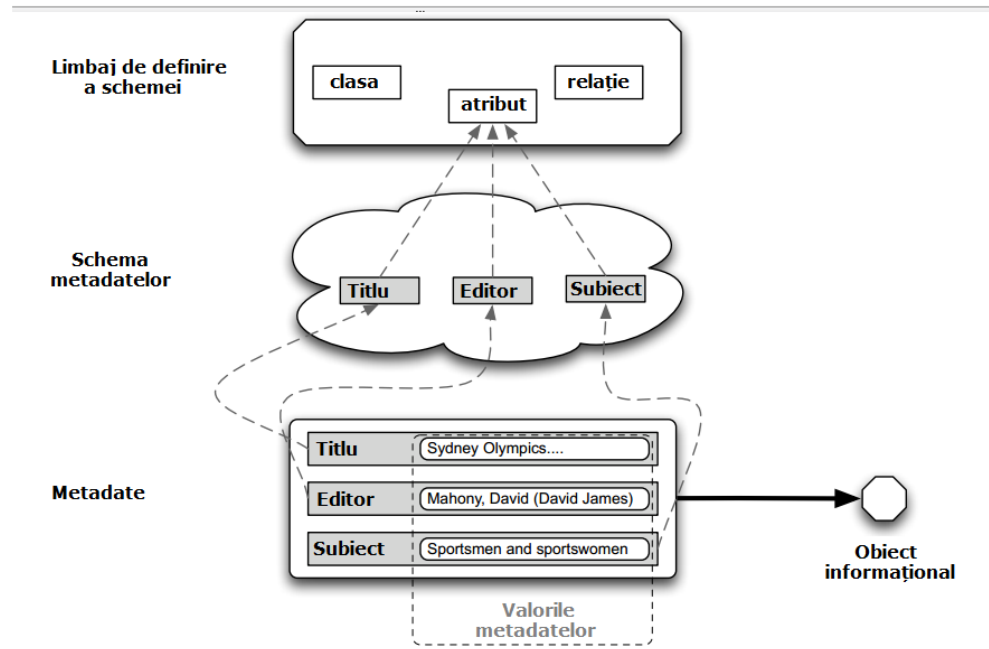 ...
Limbaj de definire
a schemei
clasa
atribut
relație
Schema
metadatelor
Titlu
Editor
Subiect
Metadate
Titlu
Sydney Olympics....
Editor
Mahony, David (David James)
Subiect
Sportsmen and sportswomen
Valorile
metadatelor
Obiect
informațional